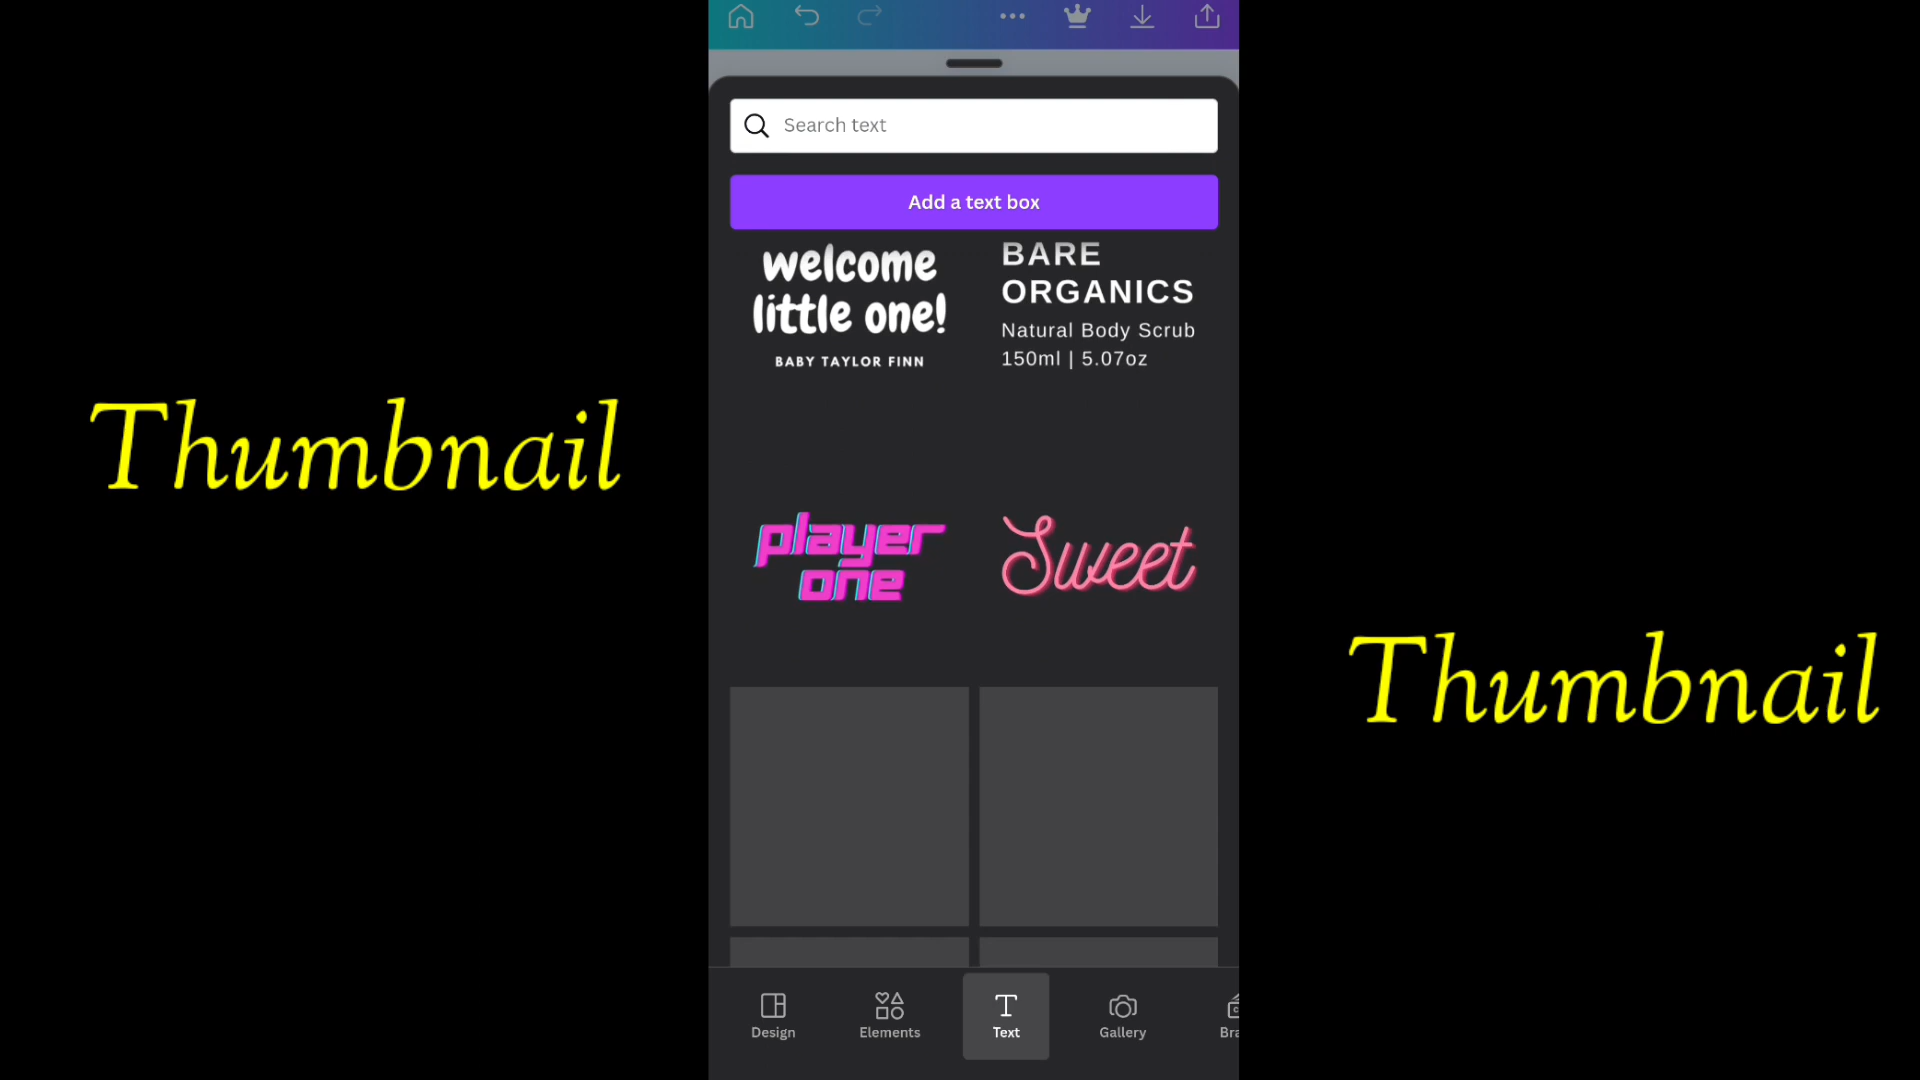 Search text
Add a text box
welcome
little one!
BABY TAYLOR FINN
BARE
ORGANICS
Natural Body Scrub
150ml | 5.07oz
Thumbnail
player
one
Sweet
Thumbnail
Design
Elements
Text
Gallery
Bra